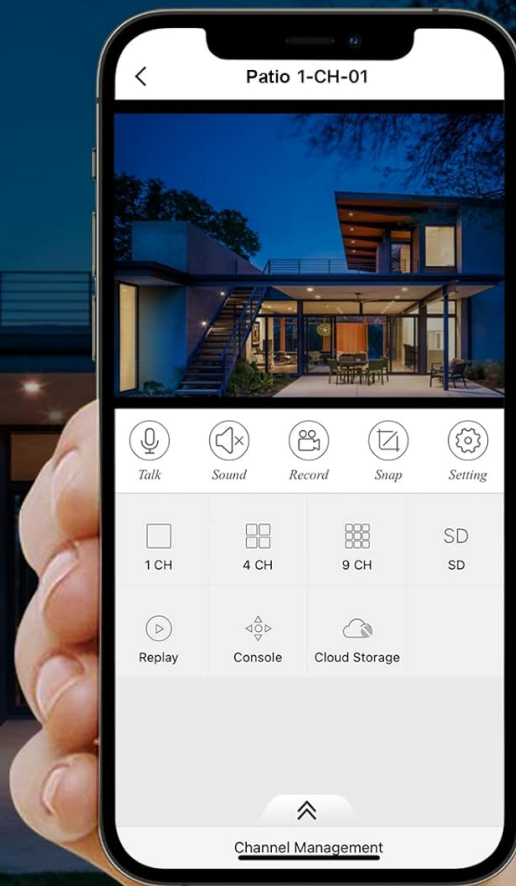 Patio 1-CH-01
Talk Sound Record Snap Setting
SD
1 CH 4 CH 9 CH SD
Replay Console Cloud Storage
Channel Management